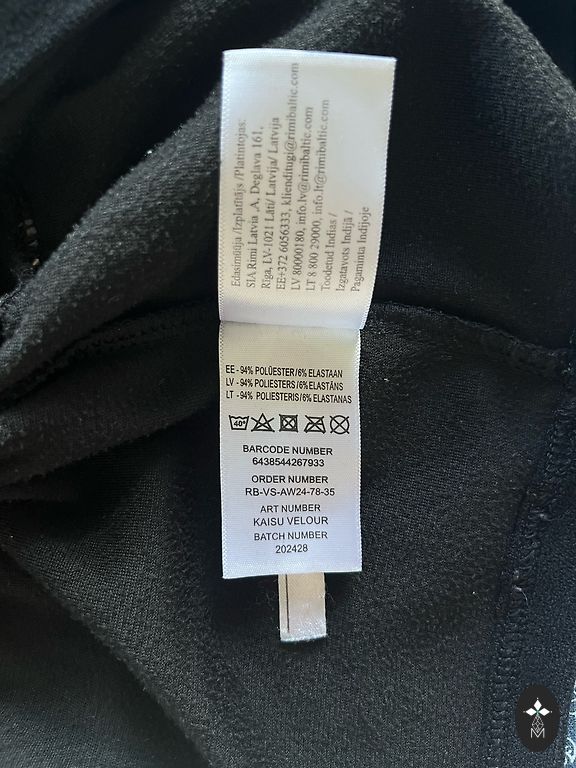 Edasimüüja /Izplatītājs /Platintojas:
SIA Rimi Latvia ,A, Deglava 161,
Rīga, LV-1021 Läti/ Latvija/ Latvija
EE+372 6056333, klienditugi@rimibaltic.com
LV 80000180, info.lv@rimibaltic.com
LT 8 800 29000, info.lt@rimibaltic.com
Toodetud Indias /
Izgatavots Indijā /
Pagaminta Indijoje
EE - 94% POLÜESTER/6% ELASTAAN
LV - 94% POLIESTERS/6% ELASTĀNS
LT -94% POLIESTERIS/6% ELASTANAS
40°
BARCODE NUMBER
6438544267933
ORDER NUMBER
RB-VS-AW24-78-35
ART NUMBER
KAISU VELOUR
BATCH NUMBER
202428
M